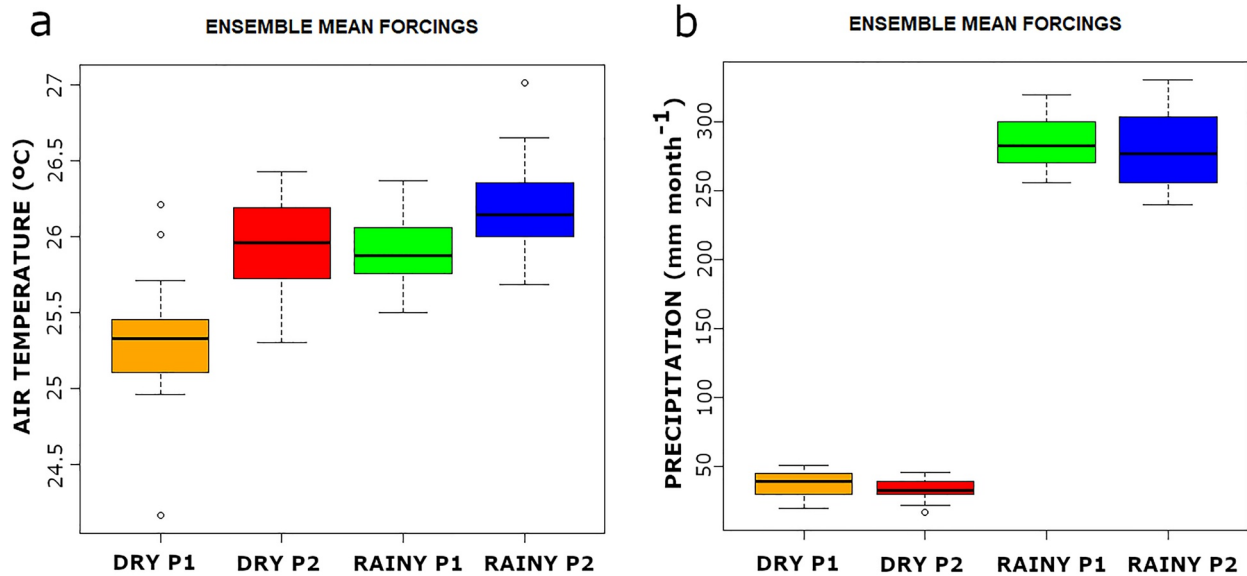 a
ENSEMBLE MEAN FORCINGS
AIR TEMPERATURE (ºC)
27
26.5
26
25.5
25
24.5
DRY P1 DRY P2 RAINY P1 RAINY P2
b
ENSEMBLE MEAN FORCINGS
PRECIPITATION (mm month⁻¹)
300
250
200
150
100
50
DRY P1 DRY P2 RAINY P1 RAINY P2